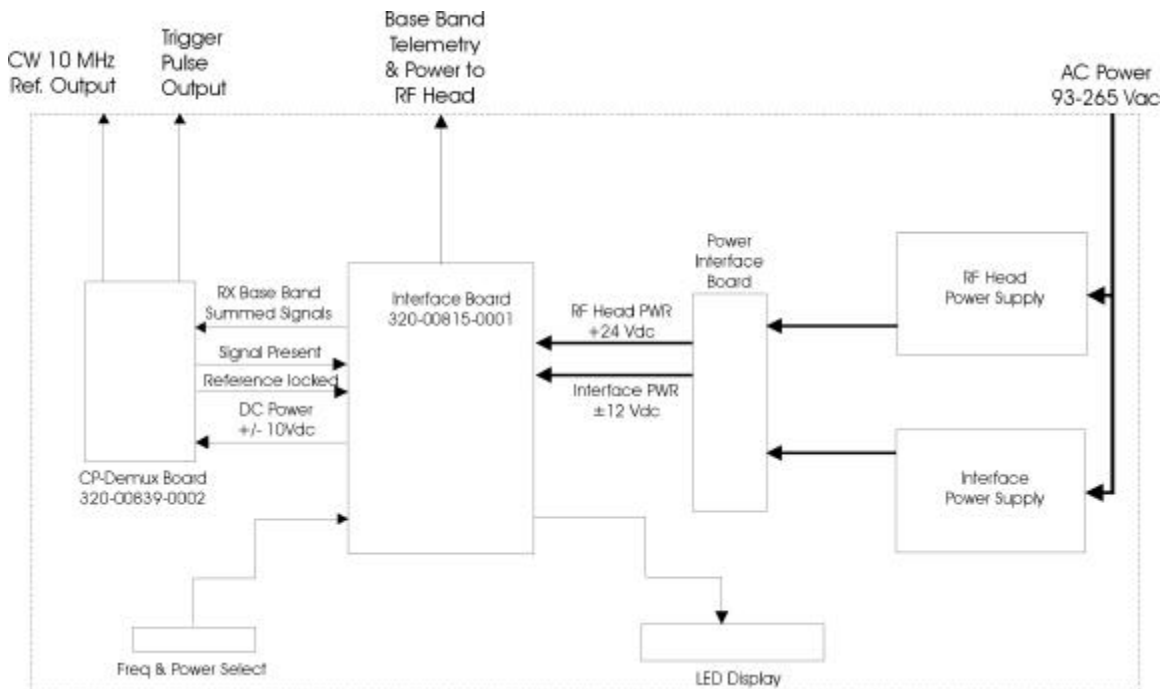 CW 10 MHz
Ref. Output
Trigger
Pulse
Output
Base Band
Telemetry
& Power to
RF Head
AC Power
93-265 Vac
RX Base Band
Summed Signals
Signal Present
Reference locked
DC Power
+/- 10Vdc
CP-Demux Board
320-00839-0002
Interface Board
320-00815-0001
RF Head PWR
+24 Vdc
Interface PWR
±12 Vdc
Power
Interface
Board
RF Head
Power Supply
Interface
Power Supply
Freq & Power Select
LED Display